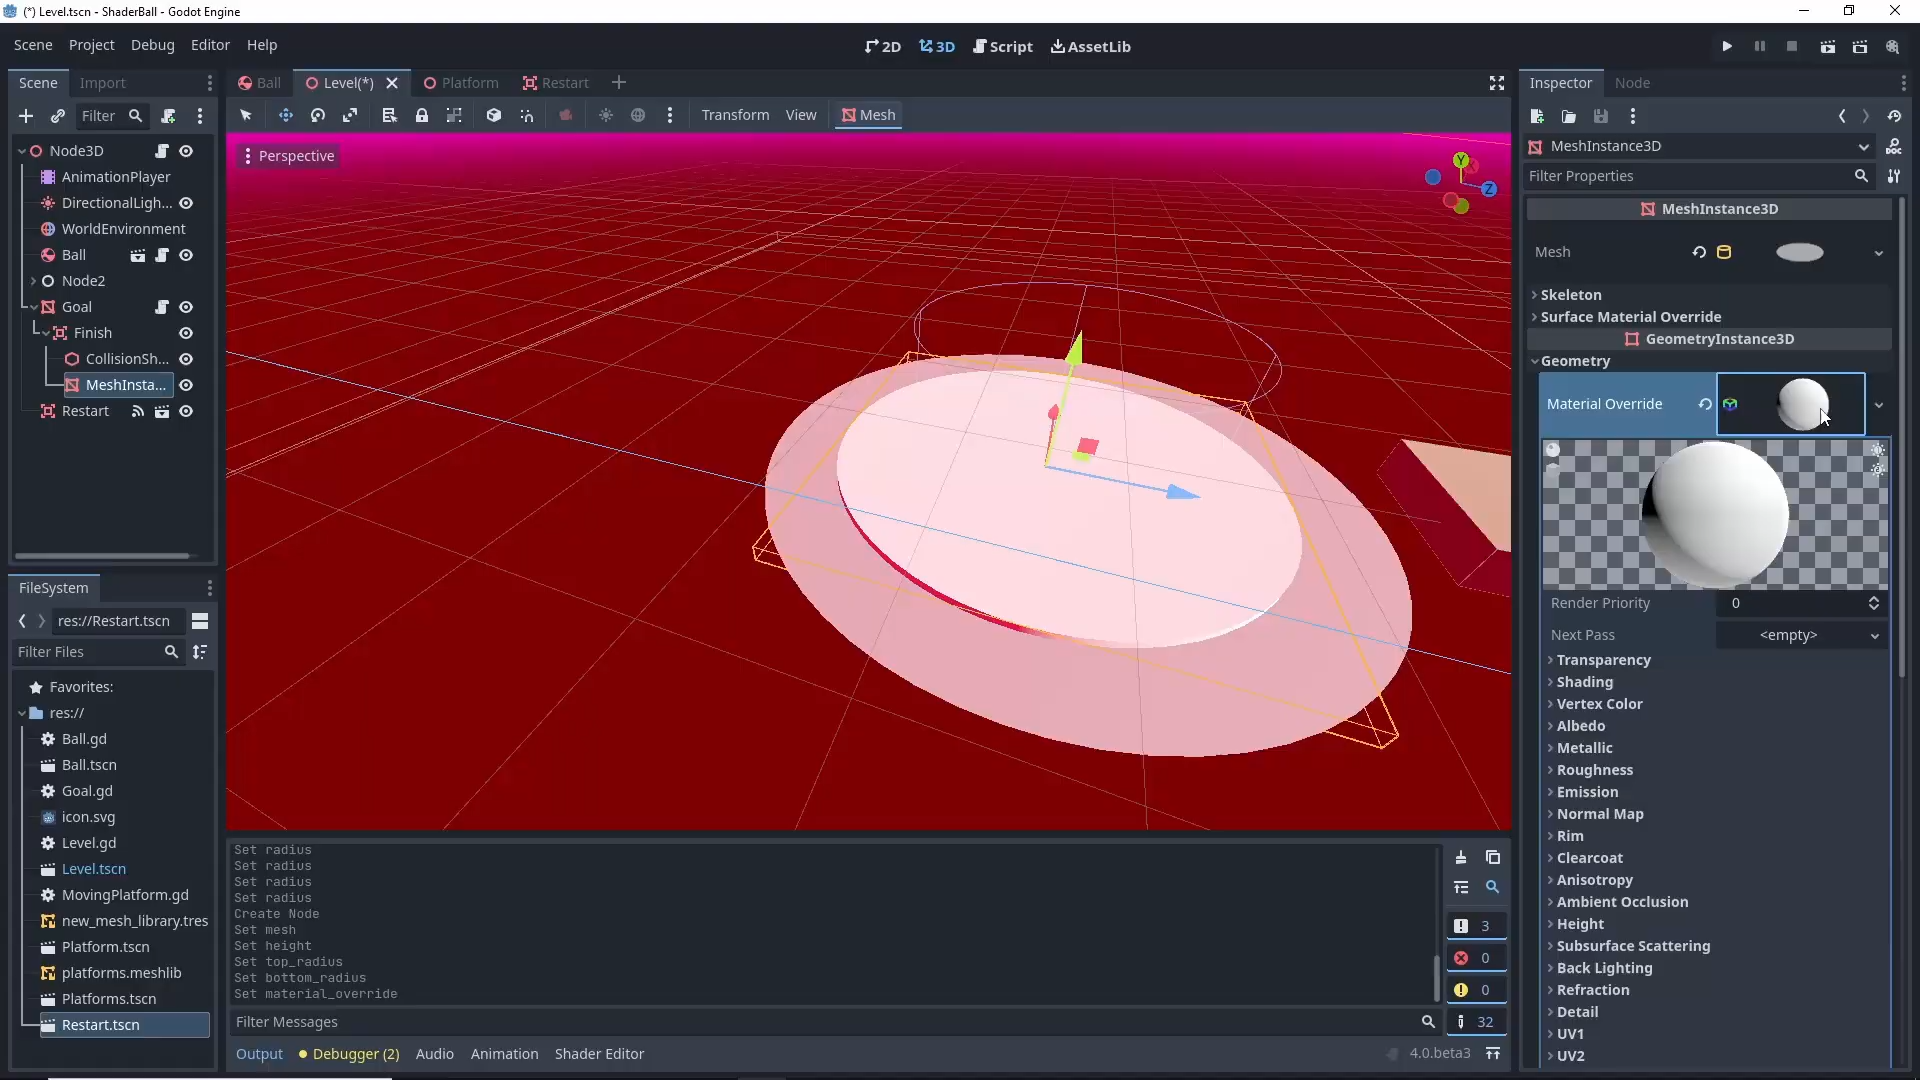 (*) Level.tscn - ShaderBall - Godot Engine
Scene Project Debug Editor Help
2D 3D Script AssetLib
Scene Import
Ball Level(*) Platform Restart
Inspector Node
Filter
Transform View Mesh
Perspective
Y
Z
Node3D
AnimationPlayer
DirectionalLigh...
WorldEnvironment
Ball
Node2
Goal
Finish
CollisionSh...
MeshInsta...
Restart
FileSystem
res://Restart.tscn
Filter Files
Favorites:
res://
Ball.gd
Ball.tscn
Goal.gd
icon.svg
Level.gd
Level.tscn
MovingPlatform.gd
new_mesh_library.tres
Platform.tscn
platforms.meshlib
Platforms.tscn
Restart.tscn
Set radius
Set radius
Set radius
Set radius
Create Node
Set mesh
Set height
Set top_radius
Set bottom_radius
Set material_override
Filter Messages
3
0
0
32
Output Debugger (2) Audio Animation Shader Editor
4.0.beta3
MeshInstance3D
DOC
Filter Properties
MeshInstance3D
Mesh
Skeleton
Surface Material Override
GeometryInstance3D
Geometry
Material Override
Render Priority 0
Next Pass <empty>
Transparency
Shading
Vertex Color
Albedo
Metallic
Roughness
Emission
Normal Map
Rim
Clearcoat
Anisotropy
Ambient Occlusion
Height
Subsurface Scattering
Back Lighting
Refraction
Detail
UV1
UV2